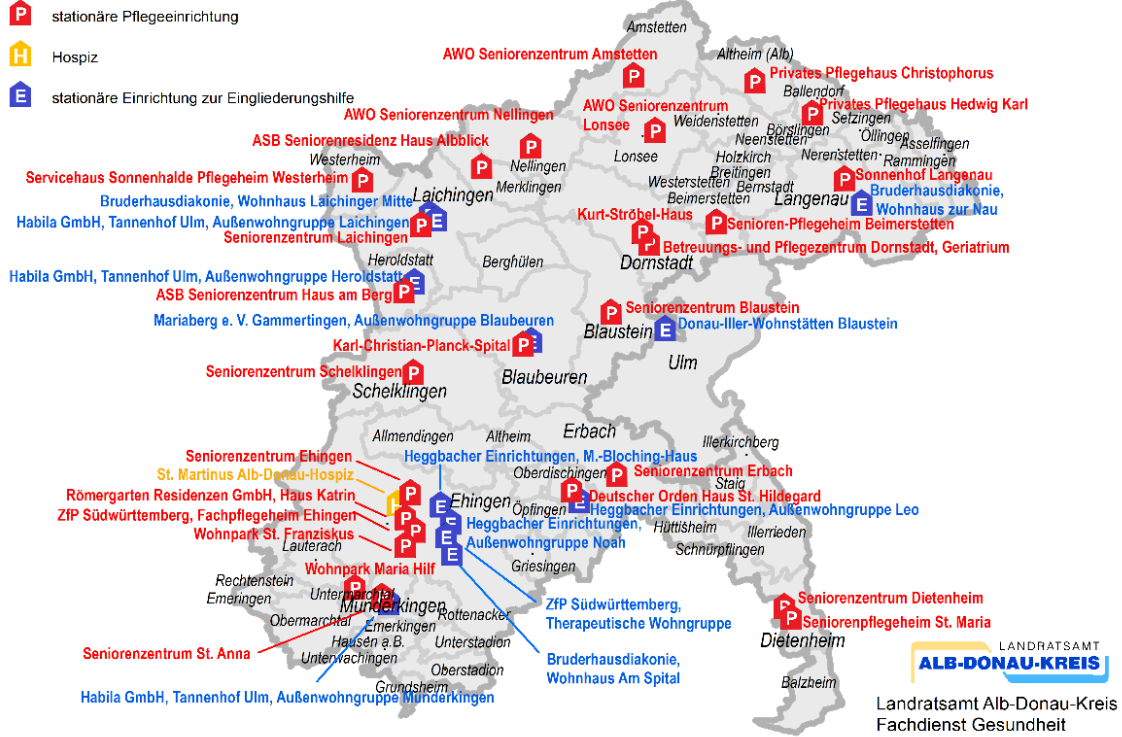 P stationäre Pflegeeinrichtung
H Hospiz
E stationäre Einrichtung zur Eingliederungshilfe
Amstetten
AWO Seniorenzentrum Amstetten
Altheim (Alb)
Privates Pflegehaus Christophorus
Ballendorf
AWO Seniorenzentrum
Lonsee
Privates Pflegehaus Hedwig Karl
AWO Seniorenzentrum Nellingen
Weidenstetten
Setzingen
Börslingen
Öllingen
Neenstetten
ASB Seniorenresidenz Haus Albblick
Asselfingen
Westerheim
Nellingen
Lonsee
Holzkirch
Nerenstetten
Rammingen
Breitingen
Servicehaus Sonnenhalde Pflegeheim Westerheim
Merklingen
Westerstetten
Bernstadt
Sonnenhof Langenau
Laichingen
Beimerstetten
Langenau
Bruderhausdiakonie,
Wohnhaus zur Nau
Bruderhausdiakonie, Wohnhaus Laichinger Mitte
Habila GmbH, Tannenhof Ulm, Außenwohngruppe Laichingen
Kurt-Ströbel-Haus
Senioren-Pflegeheim Beimerstetten
Seniorenzentrum Laichingen
Betreuungs- und Pflegezentrum Dornstadt, Geriatrium
Heroldstatt
Berghülen
Dornstadt
Habila GmbH, Tannenhof Ulm, Außenwohngruppe Heroldstatt
ASB Seniorenzentrum Haus am Berg
Seniorenzentrum Blaustein
Mariaberg e. V. Gammertingen, Außenwohngruppe Blaubeuren
Blaustein
Donau-Iller-Wohnstätten Blaustein
Karl-Christian-Planck-Spital
Ulm
Seniorenzentrum Schelklingen
Blaubeuren
Schelklingen
Allmendingen
Altheim
Erbach
Illerkirchberg
Seniorenzentrum Ehingen
Heggbacher Einrichtungen, M.-Bloching-Haus
St. Martinus Alb-Donau-Hospiz
Oberdischingen
Seniorenzentrum Erbach
Staig
Römergarten Residenzen GmbH, Haus Katrin
Ehingen
Deutscher Orden Haus St. Hildegard
ZfP Südwürttemberg, Fachpflegeheim Ehingen
Öpfingen
Heggbacher Einrichtungen, Außenwohngruppe Leo
Wohnpark St. Franziskus
Heggbacher Einrichtungen,
Außenwohngruppe Noah
Hüttisheim
Illerrieden
Lauterach
Schnürpflingen
Wohnpark Maria Hilf
Griesingen
Rechtenstein
Emeringen
Untermarchtal
Munderkingen
Obermarchtal
Rottenacker
ZfP Südwürttemberg,
Therapeutische Wohngruppe
Seniorenzentrum Dietenheim
Seniorenpflegeheim St. Maria
Emerkingen
Hausen a.B.
Unterstadion
Dietenheim
Seniorenzentrum St. Anna
Unterwachingen
Bruderhausdiakonie,
Wohnhaus Am Spital
Oberstadion
Balzheim
Grundsheim
Habila GmbH, Tannenhof Ulm, Außenwohngruppe Munderkingen
LANDRATSAMT
ALB-DONAU-KREIS
Landratsamt Alb-Donau-Kreis
Fachdienst Gesundheit